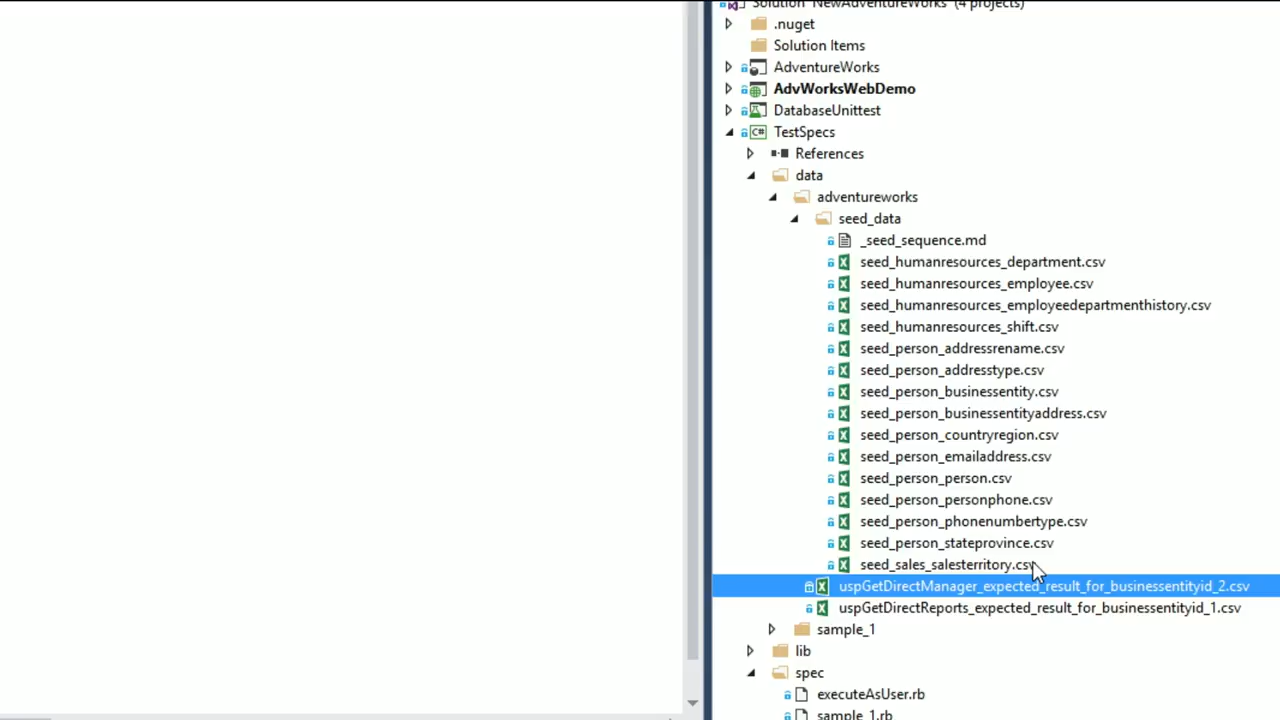 Solution 'NewAdventureWorks' (4 projects)
.nuget
Solution Items
AdventureWorks
AdvWorksWebDemo
DatabaseUnittest
C# TestSpecs
References
data
adventureworks
seed_data
_seed_sequence.md
seed_humanresources_department.csv
seed_humanresources_employee.csv
seed_humanresources_employeedepartmenthistory.csv
seed_humanresources_shift.csv
seed_person_addressrename.csv
seed_person_addresstype.csv
seed_person_businessentity.csv
seed_person_businessentityaddress.csv
seed_person_countryregion.csv
seed_person_emailaddress.csv
seed_person_person.csv
seed_person_personphone.csv
seed_person_phonenumbertype.csv
seed_person_stateprovince.csv
seed_sales_salesterritory.csv
uspGetDirectManager_expected_result_for_businessentityid_2.csv
uspGetDirectReports_expected_result_for_businessentityid_1.csv
sample_1
lib
spec
executeAsUser.rb
sample_1.rb